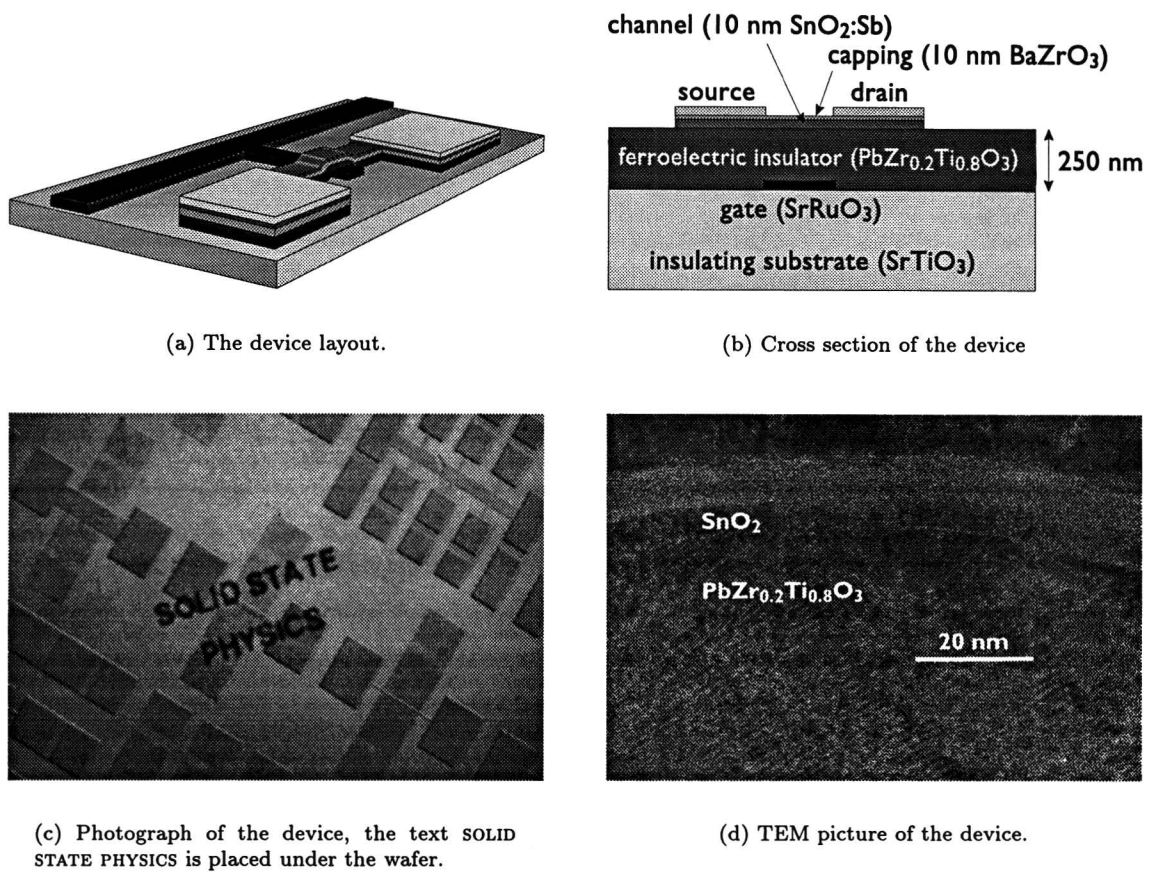 channel (10 nm SnO₂:Sb)
capping (10 nm BaZrO₃)
source
drain
ferroelectric insulator (PbZr₀.₂Ti₀.₈O₃)
250 nm
gate (SrRuO₃)
insulating substrate (SrTiO₃)
(a) The device layout.
(b) Cross section of the device
SOLID STATE
PHYSICS
SnO₂
PbZr₀.₂Ti₀.₈O₃
20 nm
(c) Photograph of the device, the text SOLID
STATE PHYSICS is placed under the wafer.
(d) TEM picture of the device.